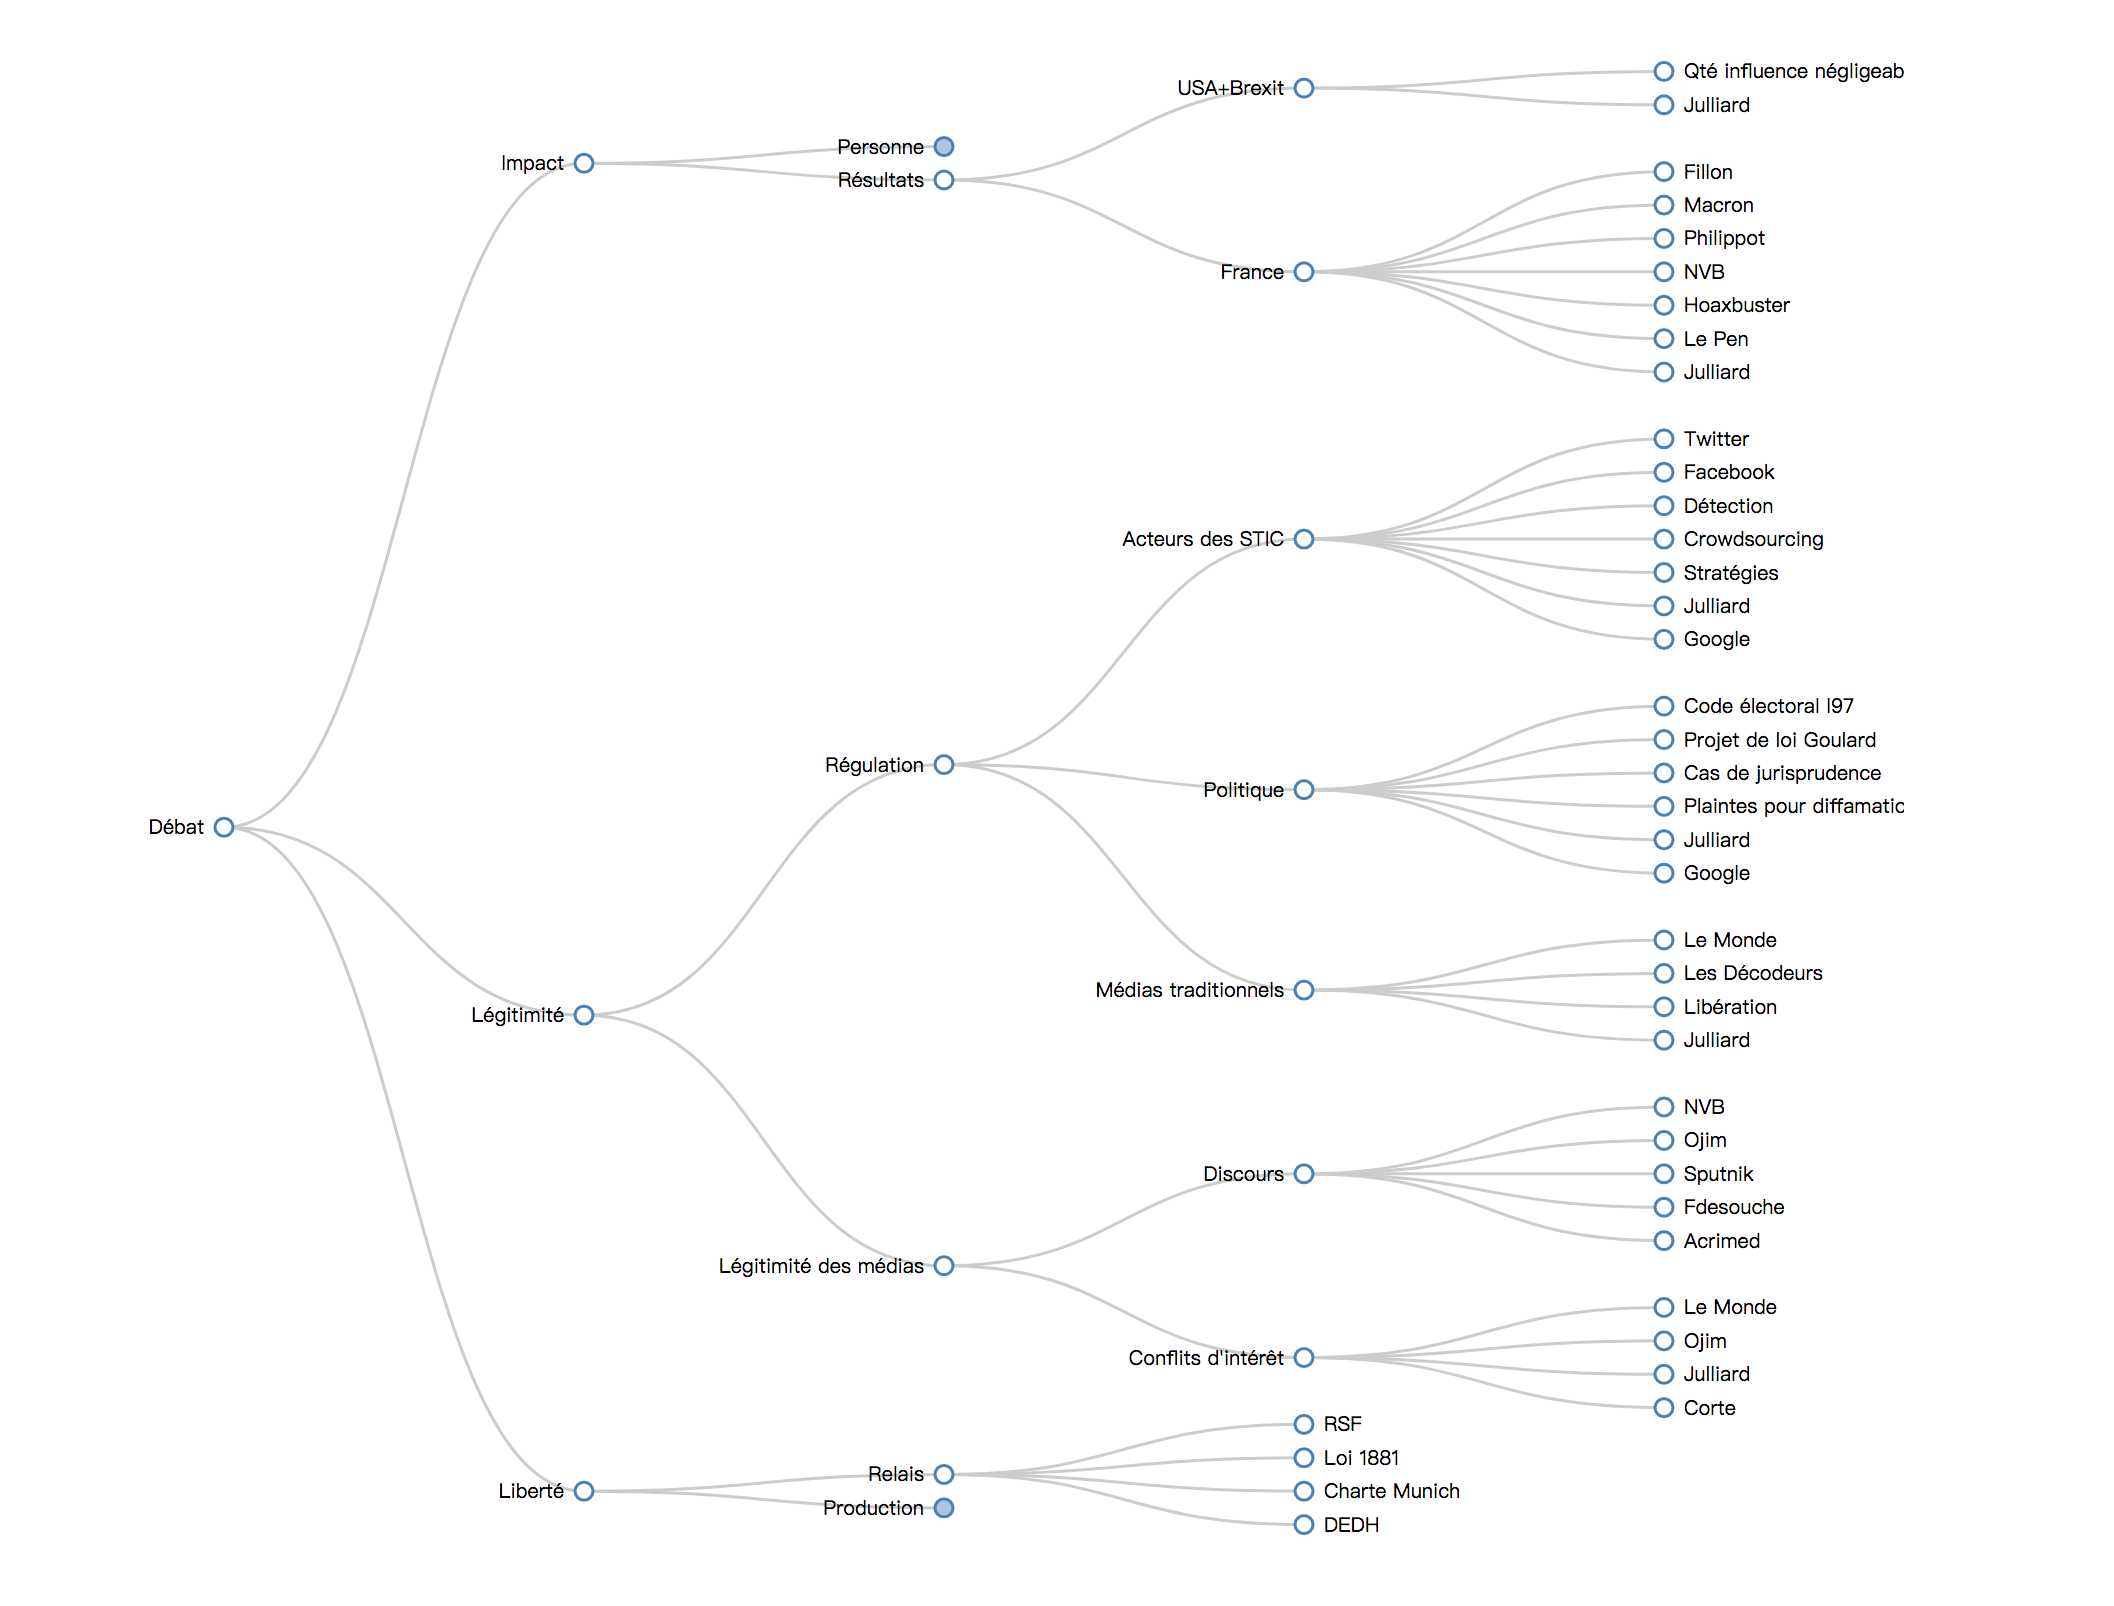 Débat
Impact
Personne
Résultats
USA+Brexit
Qté influence négligeab
Julliard
France
Fillon
Macron
Philippot
NVB
Hoaxbuster
Le Pen
Julliard
Légitimité
Régulation
Acteurs des STIC
Twitter
Facebook
Détection
Crowdsourcing
Stratégies
Julliard
Google
Politique
Code électoral l97
Projet de loi Goulard
Cas de jurisprudence
Plaintes pour diffamatic
Julliard
Google
Médias traditionnels
Le Monde
Les Décodeurs
Libération
Julliard
Légitimité des médias
Discours
NVB
Ojim
Sputnik
Fdesouche
Acrimed
Conflits d'intérêt
Le Monde
Ojim
Julliard
Corte
Liberté
Relais
RSF
Loi 1881
Charte Munich
DEDH
Production